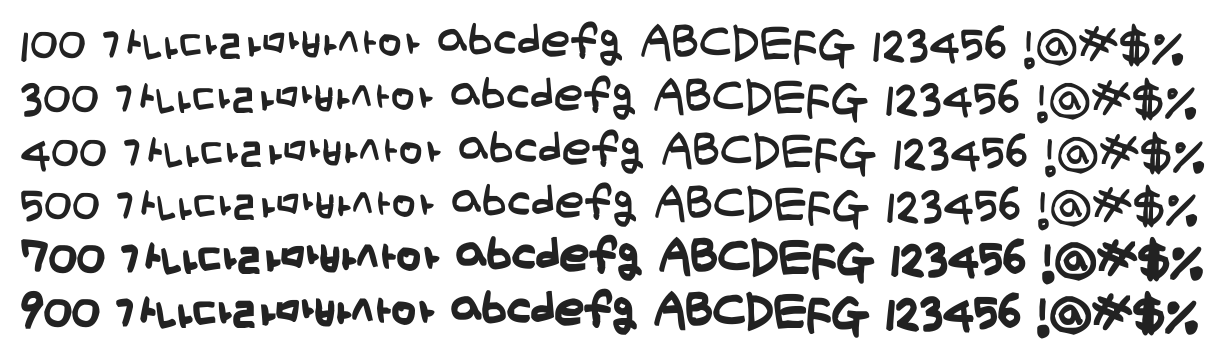 100 가나다라마바사아 abcdefg ABCDEFG 123456 !@#$%
300 가나다라마바사아 abcdefg ABCDEFG 123456 !@#$%
400 가나다라마바사아 abcdefg ABCDEFG 123456 !@#$%
500 가나다라마바사아 abcdefg ABCDEFG 123456 !@#$%
700 가나다라마바사아 abcdefg ABCDEFG 123456 !@#$%
900 가나다라마바사아 abcdefg ABCDEFG 123456 !@#$%